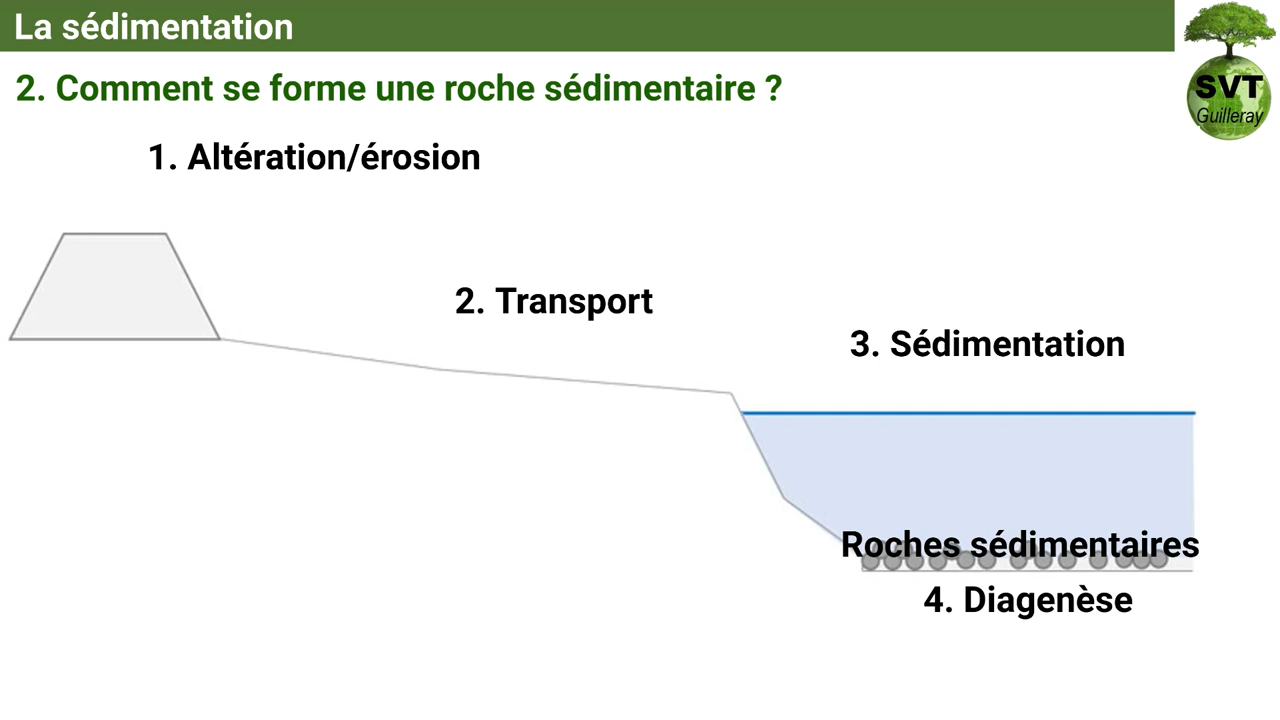 La sédimentation
SVT
Guilleray
2. Comment se forme une roche sédimentaire ?
1. Altération/érosion
2. Transport
3. Sédimentation
Roches sédimentaires
4. Diagenèse